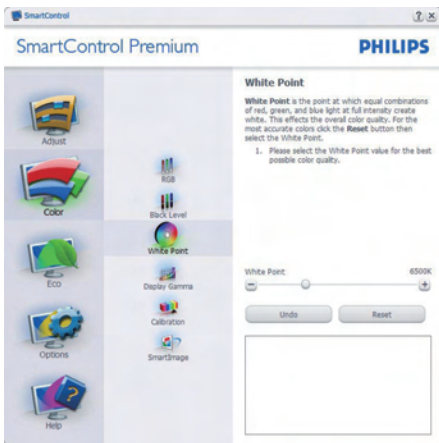 SmartControl
SmartControl Premium
PHILIPS
Adjust
Color
Eco
Options
Help
RGB
Black Level
White Point
Display Gamma
Calibration
SmartImage
White Point
White Point is the point at which equal combinations
of red, green, and blue light at full intensity create
white. This effects the overall color quality. For the
most accurate colors click the Reset button then
select the White Point.
1. Please select the White Point value for the best
possible color quality.
White Point 6500K
Undo Reset